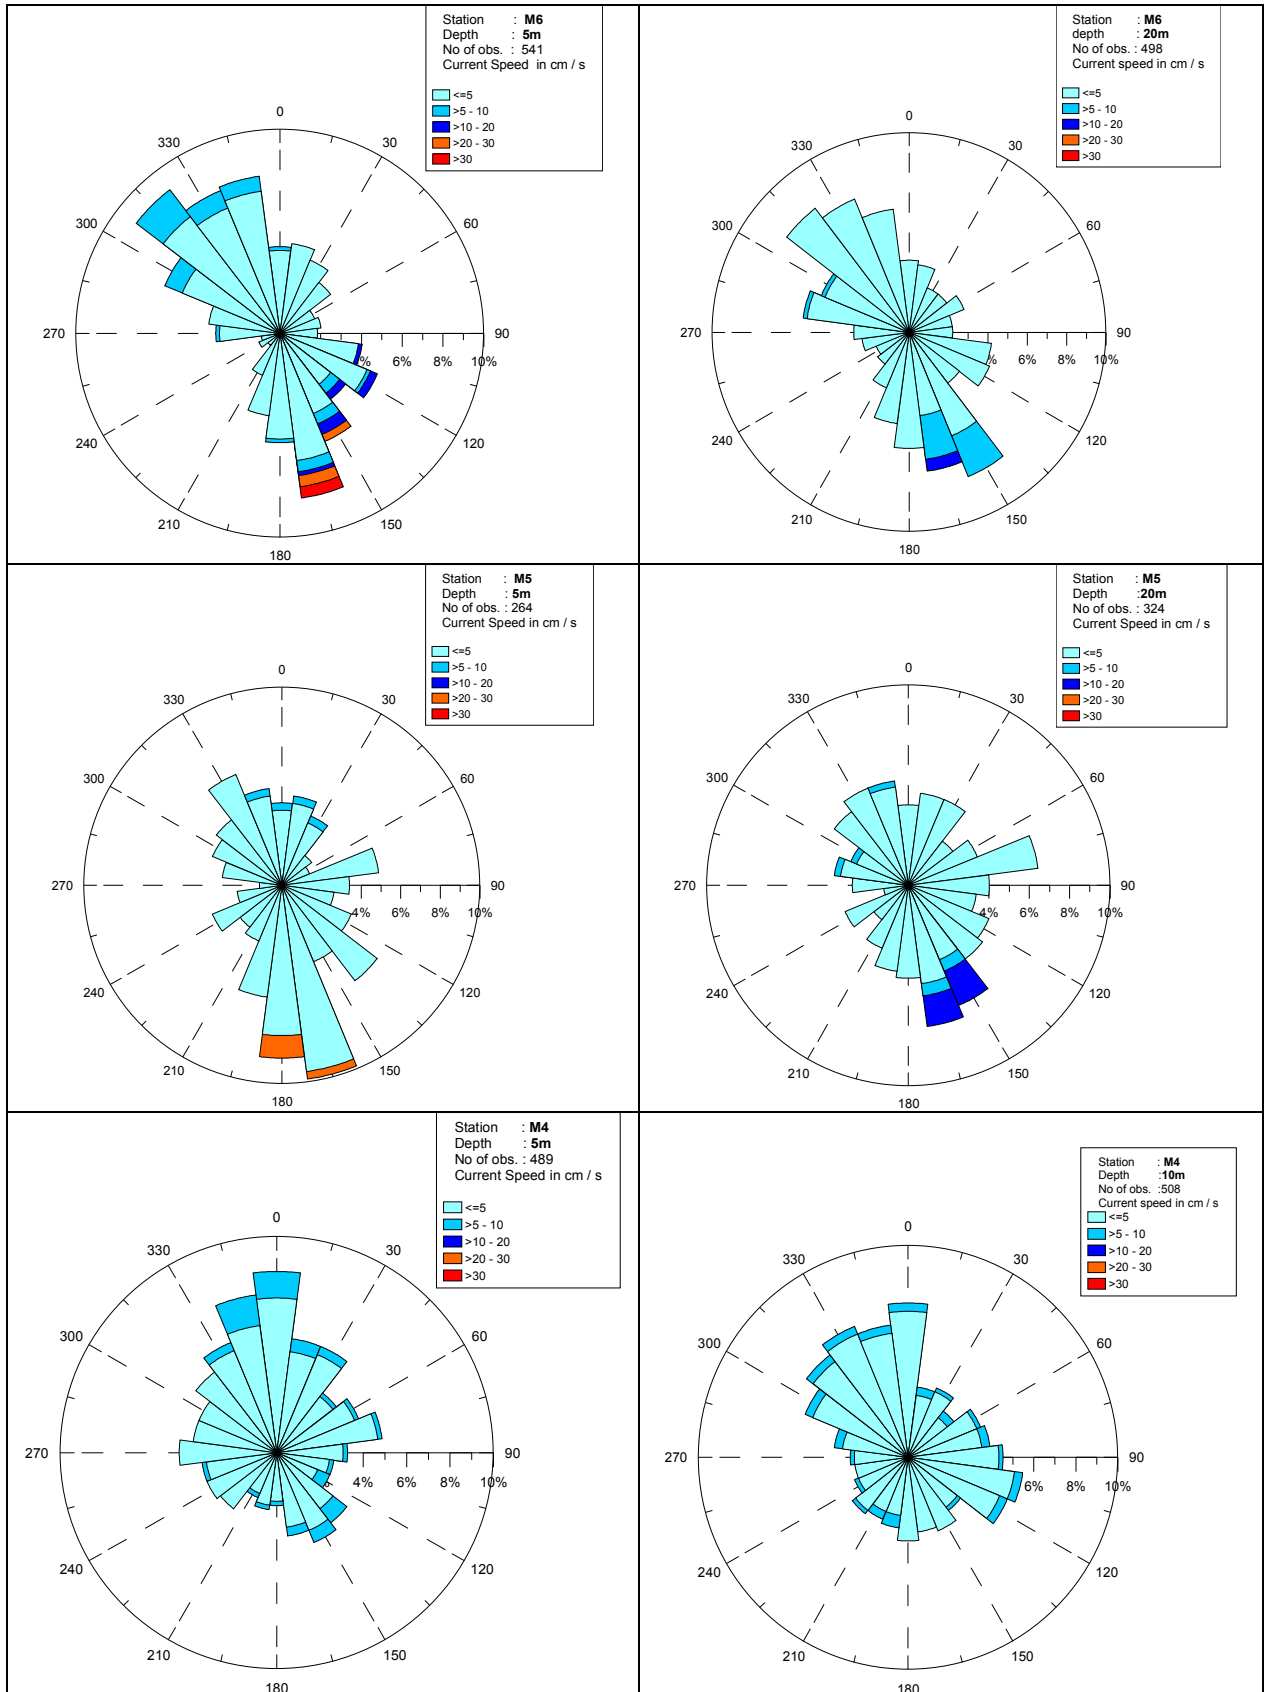 Station : M6
Depth : 5m
No of obs. : 541
Current Speed in cm / s
<=5
>5 - 10
>10 - 20
>20 - 30
>30
0
330
30
300
60
270
90
6%
8%
10%
240
120
210
150
180
Station : M6
depth : 20m
No of obs. : 498
Current speed in cm / s
<=5
>5 - 10
>10 - 20
>20 - 30
>30
0
330
30
300
60
270
90
4%
6%
8%
10%
240
120
210
150
180
Station : M5
Depth : 5m
No of obs. : 264
Current Speed in cm / s
<=5
>5 - 10
>10 - 20
>20 - 30
>30
0
330
30
300
60
270
90
4%
6%
8%
10%
240
120
210
150
180
Station : M5
Depth :20m
No of obs. : 324
Current Speed in cm / s
<=5
>5 - 10
>10 - 20
>20 - 30
>30
0
330
30
300
60
270
90
4%
6%
8%
10%
240
120
210
150
180
Station : M4
Depth : 5m
No of obs. : 489
Current Speed in cm / s
<=5
>5 - 10
>10 - 20
>20 - 30
>30
0
330
30
300
60
270
90
4%
6%
8%
10%
240
120
210
150
180
Station : M4
Depth :10m
No of obs. :508
Current speed in cm / s
<=5
>5 - 10
>10 - 20
>20 - 30
>30
0
330
30
300
60
270
90
6%
8%
10%
240
120
210
150
180